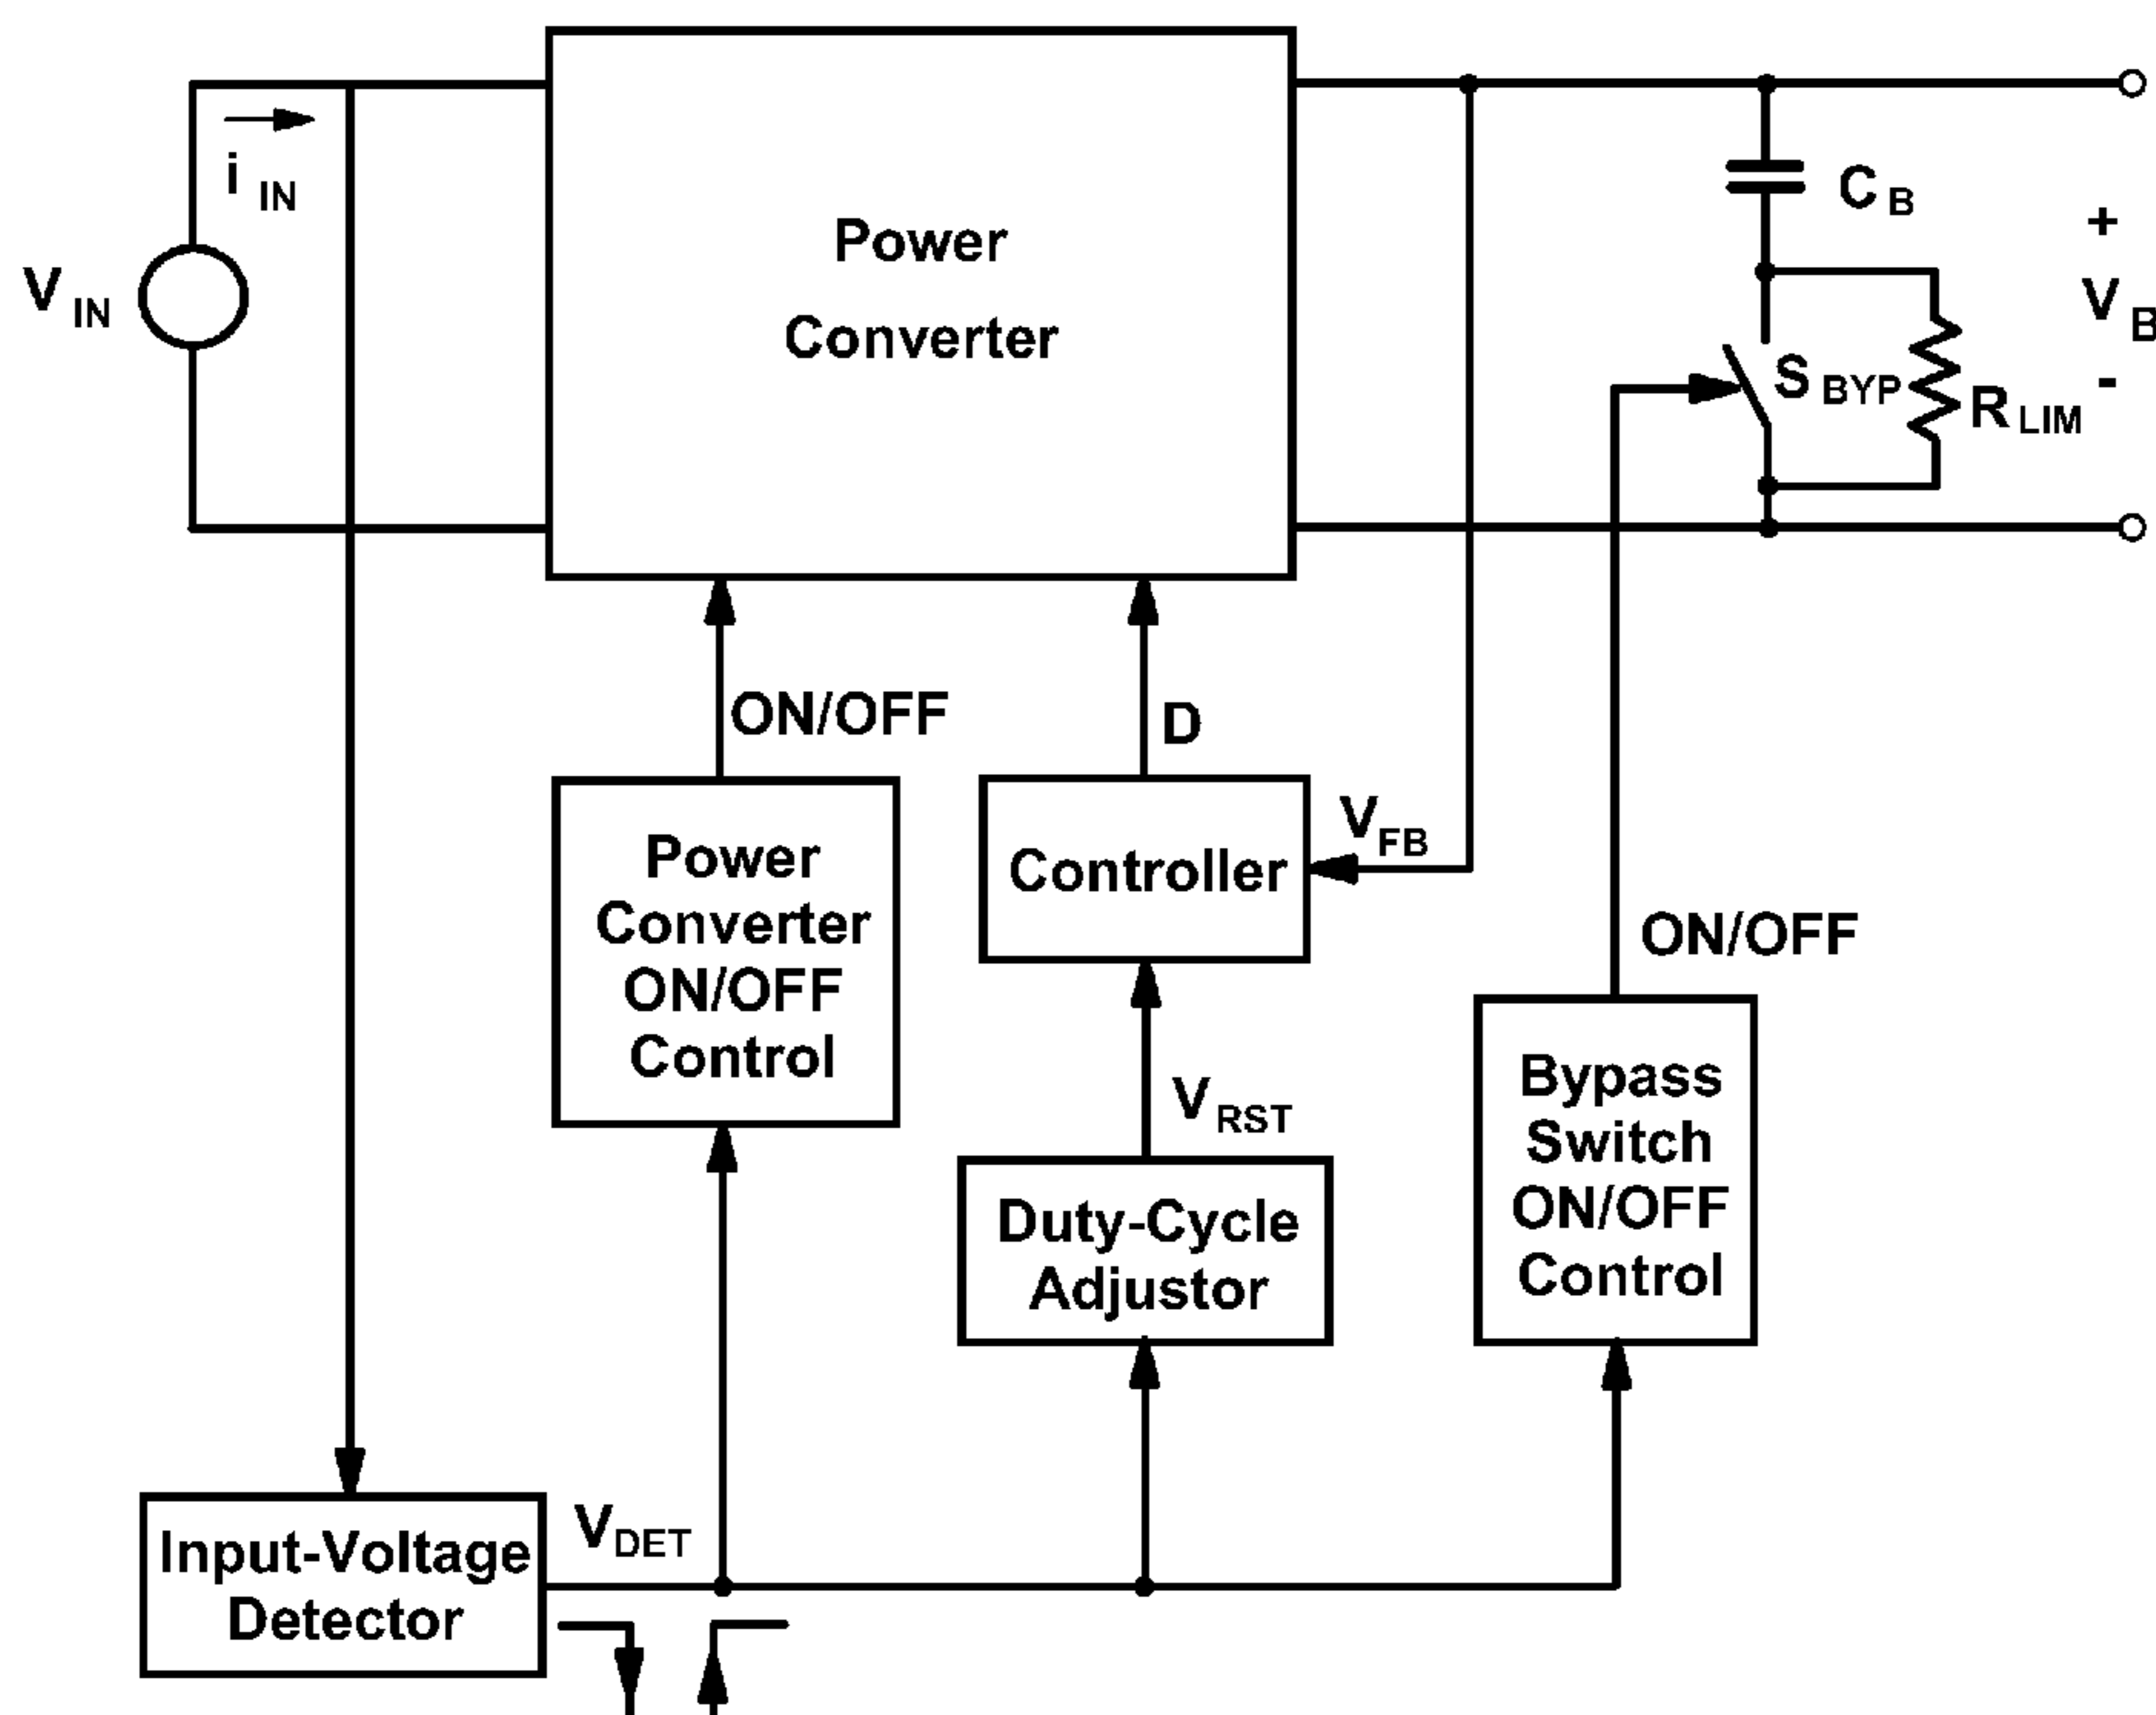 Power
Converter
i IN
V IN
C B
+
V B
-
S BYP
R LIM
ON/OFF
D
Power
Converter
ON/OFF
Control
Controller
V FB
ON/OFF
V RST
Bypass
Switch
ON/OFF
Control
Duty-Cycle
Adjustor
Input-Voltage
Detector
V DET